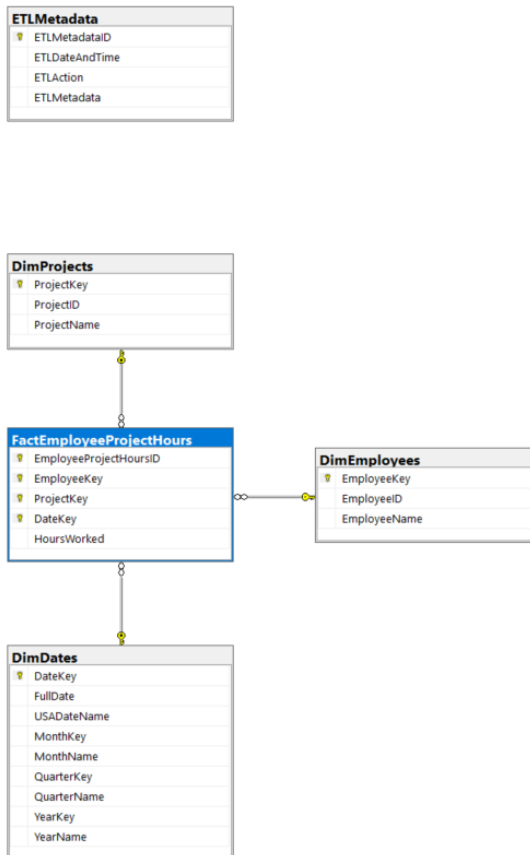 ETLMetadata
ETLMetadataID
ETLDateAndTime
ETLAction
ETLMetadata
DimProjects
ProjectKey
ProjectID
ProjectName
FactEmployeeProjectHours
EmployeeProjectHoursID
EmployeeKey
ProjectKey
DateKey
HoursWorked
DimEmployees
EmployeeKey
EmployeeID
EmployeeName
DimDates
DateKey
FullDate
USADateName
MonthKey
MonthName
QuarterKey
QuarterName
YearKey
YearName